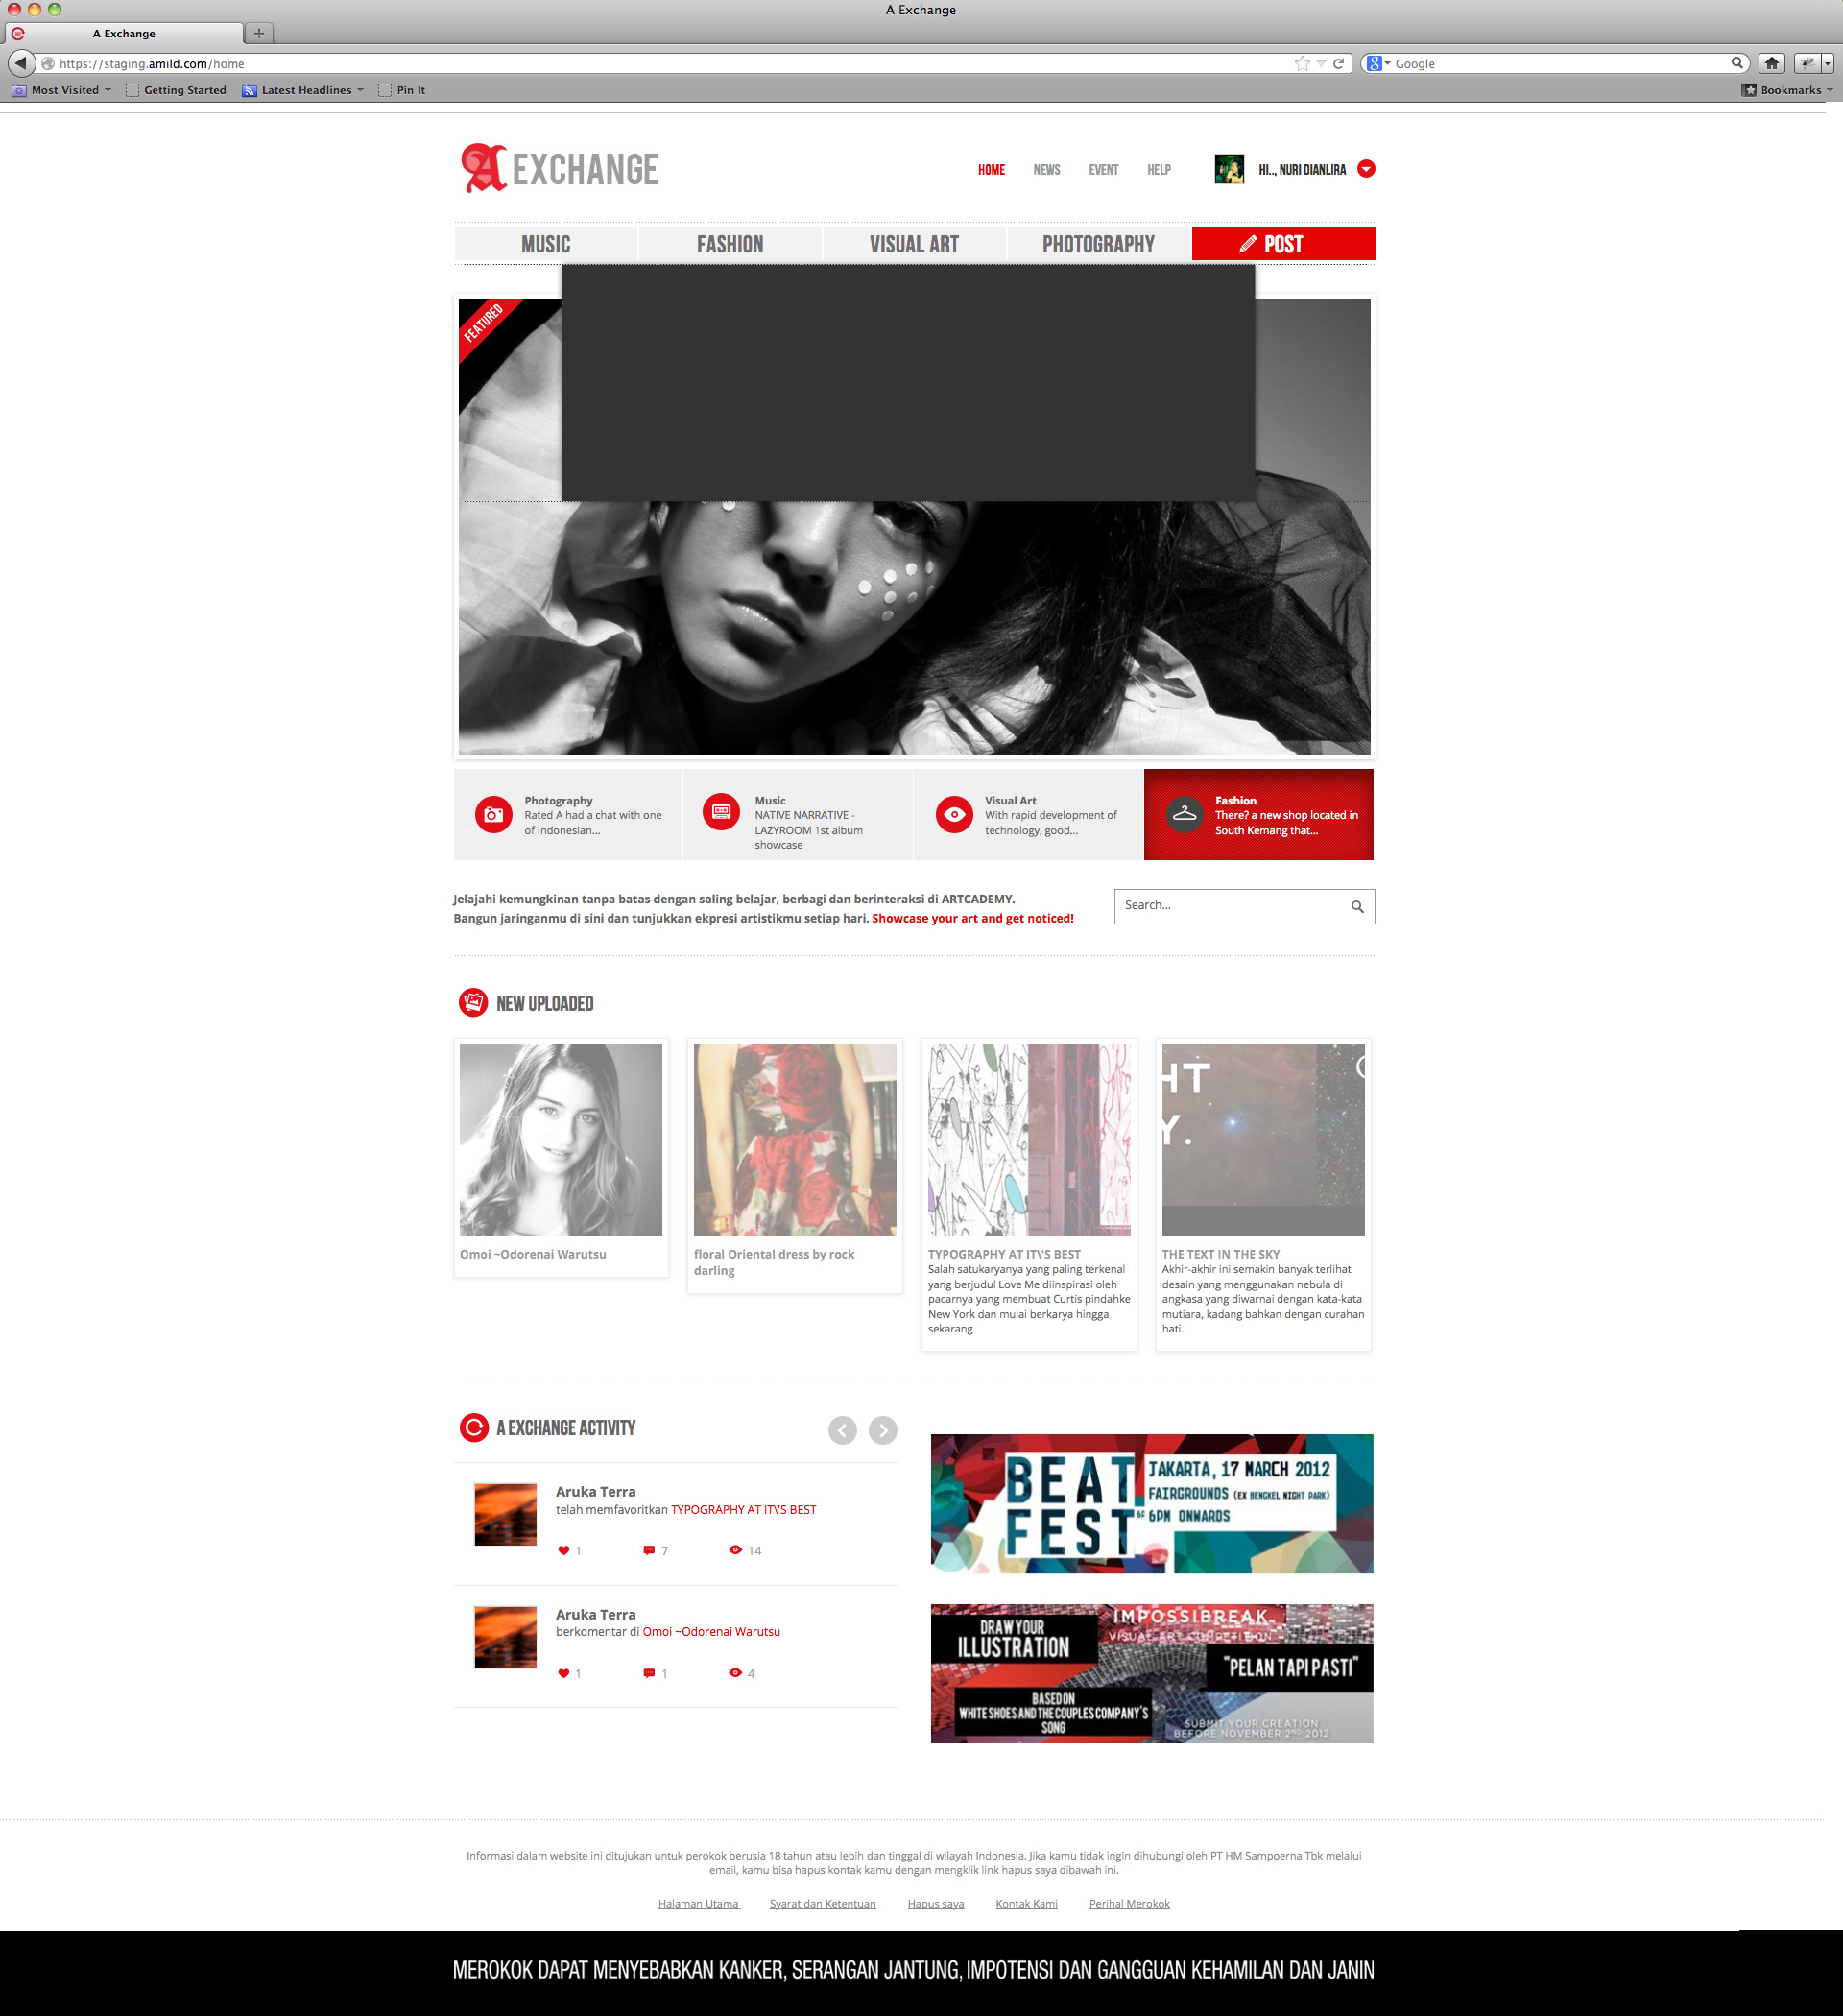 A Exchange
A Exchange
https://staging.amild.com/home
Google
Most Visited
Getting Started
Latest Headlines
Pin It
Bookmarks
A EXCHANGE
HOME
NEWS
EVENT
HELP
HI.., NURI DIANLIRA
MUSIC
FASHION
VISUAL ART
PHOTOGRAPHY
POST
FEATURED
Photography
Rated A had a chat with one
of Indonesian...
Music
NATIVE NARRATIVE -
LAZYROOM 1st album
showcase
Visual Art
With rapid development of
technology, good...
Fashion
There? a new shop located in
South Kemang that...
Jelajahi kemungkinan tanpa batas dengan saling belajar, berbagi dan berinteraksi di ARTCADEMY.
Bangun jaringanmu di sini dan tunjukkan ekpresi artistikmu setiap hari. Showcase your art and get noticed!
Search...
NEW UPLOADED
Omoi ~Odorenai Warutsu
floral Oriental dress by rock
darling
TYPOGRAPHY AT IT\'S BEST
Salah satukaryanya yang paling terkenal
yang berjudul Love Me diinspirasi oleh
pacarnya yang membuat Curtis pindahke
New York dan mulai berkarya hingga
sekarang
HT
Y.
THE TEXT IN THE SKY
Akhir-akhir ini semakin banyak terlihat
desain yang menggunakan nebula di
angkasa yang diwarnai dengan kata-kata
mutiara, kadang bahkan dengan curahan
hati.
A EXCHANGE ACTIVITY
Aruka Terra
telah memfavoritkan TYPOGRAPHY AT IT\'S BEST
1
7
14
Aruka Terra
berkomentar di Omoi ~Odorenai Warutsu
1
1
4
BEAT
FEST
JAKARTA, 17 MARCH 2012
FAIRGROUNDS (EX BENGKEL NIGHT PARK)
6PM ONWARDS
DRAW YOUR
ILLUSTRATION
IMPOSSIBREAK
VISUAL ART COMPETITION
"PELAN TAPI PASTI"
BASED ON
WHITE SHOES AND THE COUPLES COMPANY'S
SONG
SUBMIT YOUR CREATION
BEFORE NOVEMBER 2ND 2012
Informasi dalam website ini ditujukan untuk perokok berusia 18 tahun atau lebih dan tinggal di wilayah Indonesia. Jika kamu tidak ingin dihubungi oleh PT HM Sampoerna Tbk melalui
email, kamu bisa hapus kontak kamu dengan mengklik link hapus saya dibawah ini.
Halaman Utama
Syarat dan Ketentuan
Hapus saya
Kontak Kami
Perihal Merokok
MEROKOK DAPAT MENYEBABKAN KANKER, SERANGAN JANTUNG, IMPOTENSI DAN GANGGUAN KEHAMILAN DAN JANIN